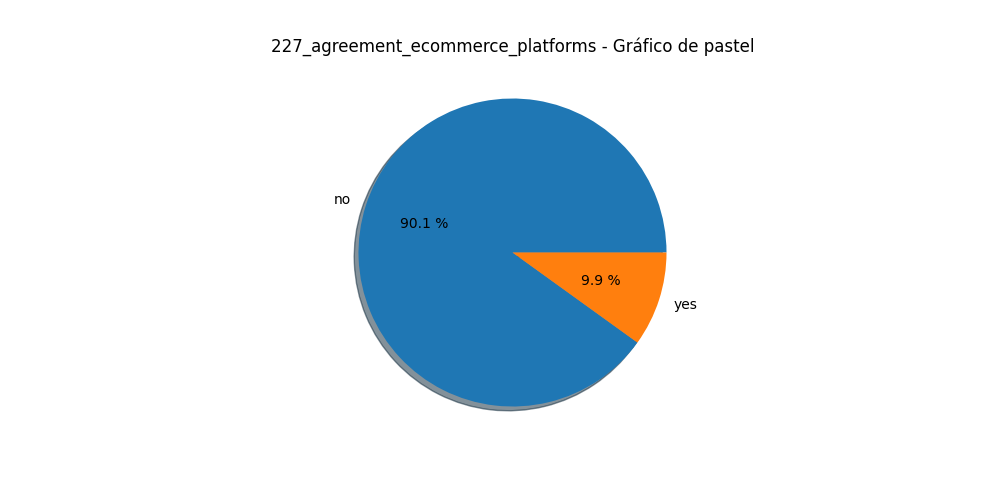 227_agreement_ecommerce_platforms - Gráfico de pastel
no
90.1 %
9.9 %
yes